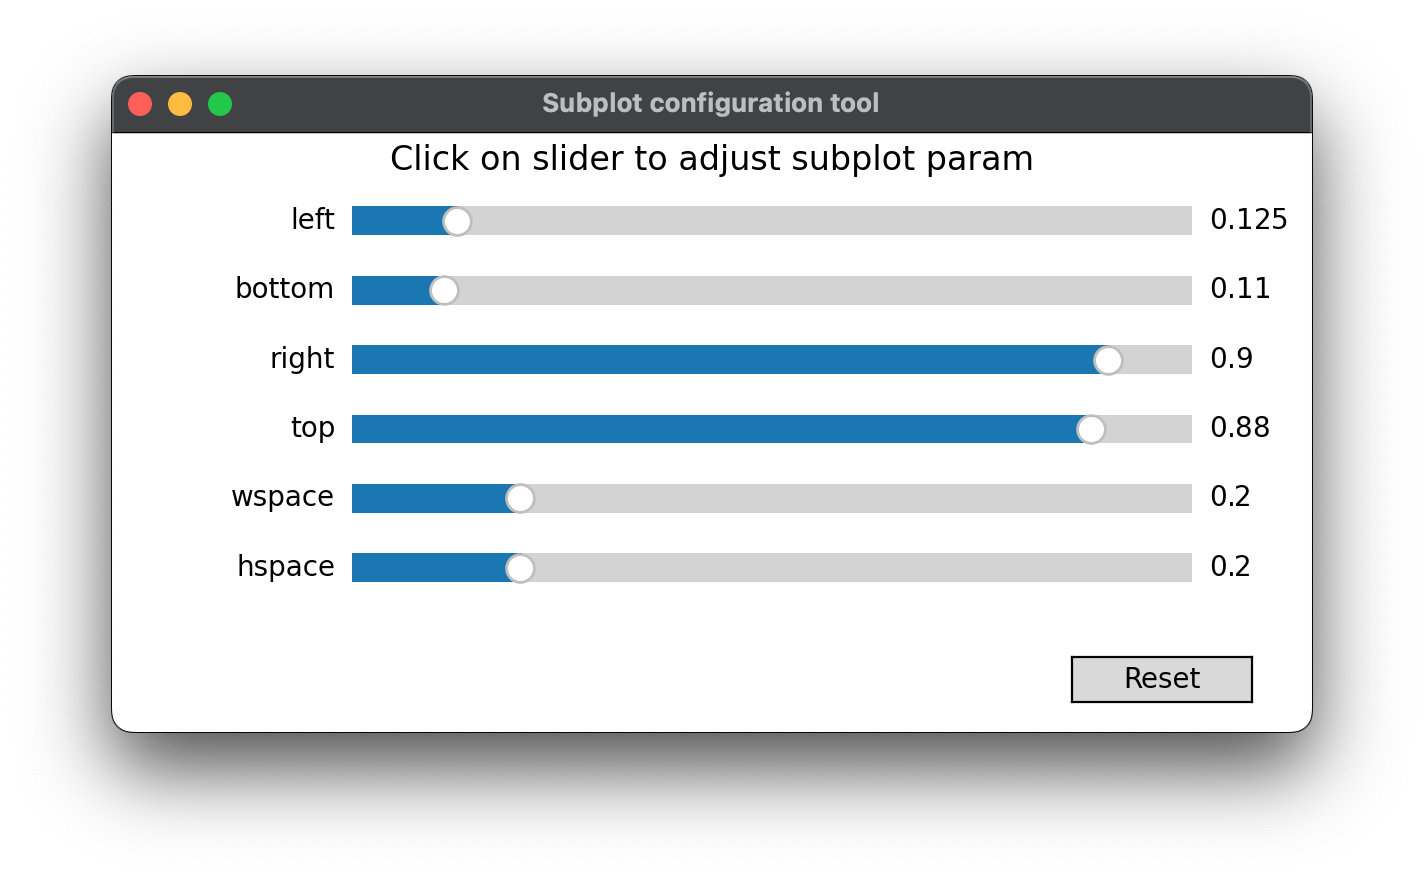 Subplot configuration tool
Click on slider to adjust subplot param
left 0.125
bottom 0.11
right 0.9
top 0.88
wspace 0.2
hspace 0.2
Reset